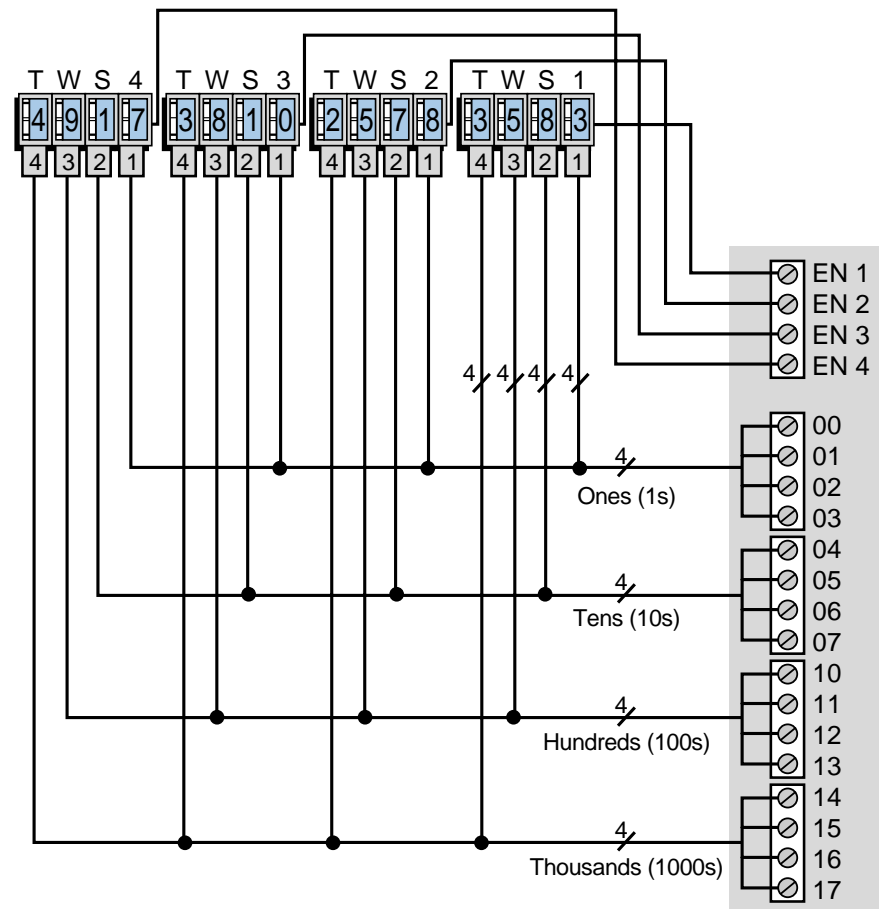 T W S 4 T W S 3 T W S 2 T W S 1
4 9 1 7 3 8 1 0 2 5 7 8 3 5 8 3
4 3 2 1 4 3 2 1 4 3 2 1 4 3 2 1
EN 1
EN 2
EN 3
EN 4
4 4 4 4
00
01
02
03
4
Ones (1s)
04
05
06
07
4
Tens (10s)
10
11
12
13
4
Hundreds (100s)
14
15
16
17
4
Thousands (1000s)